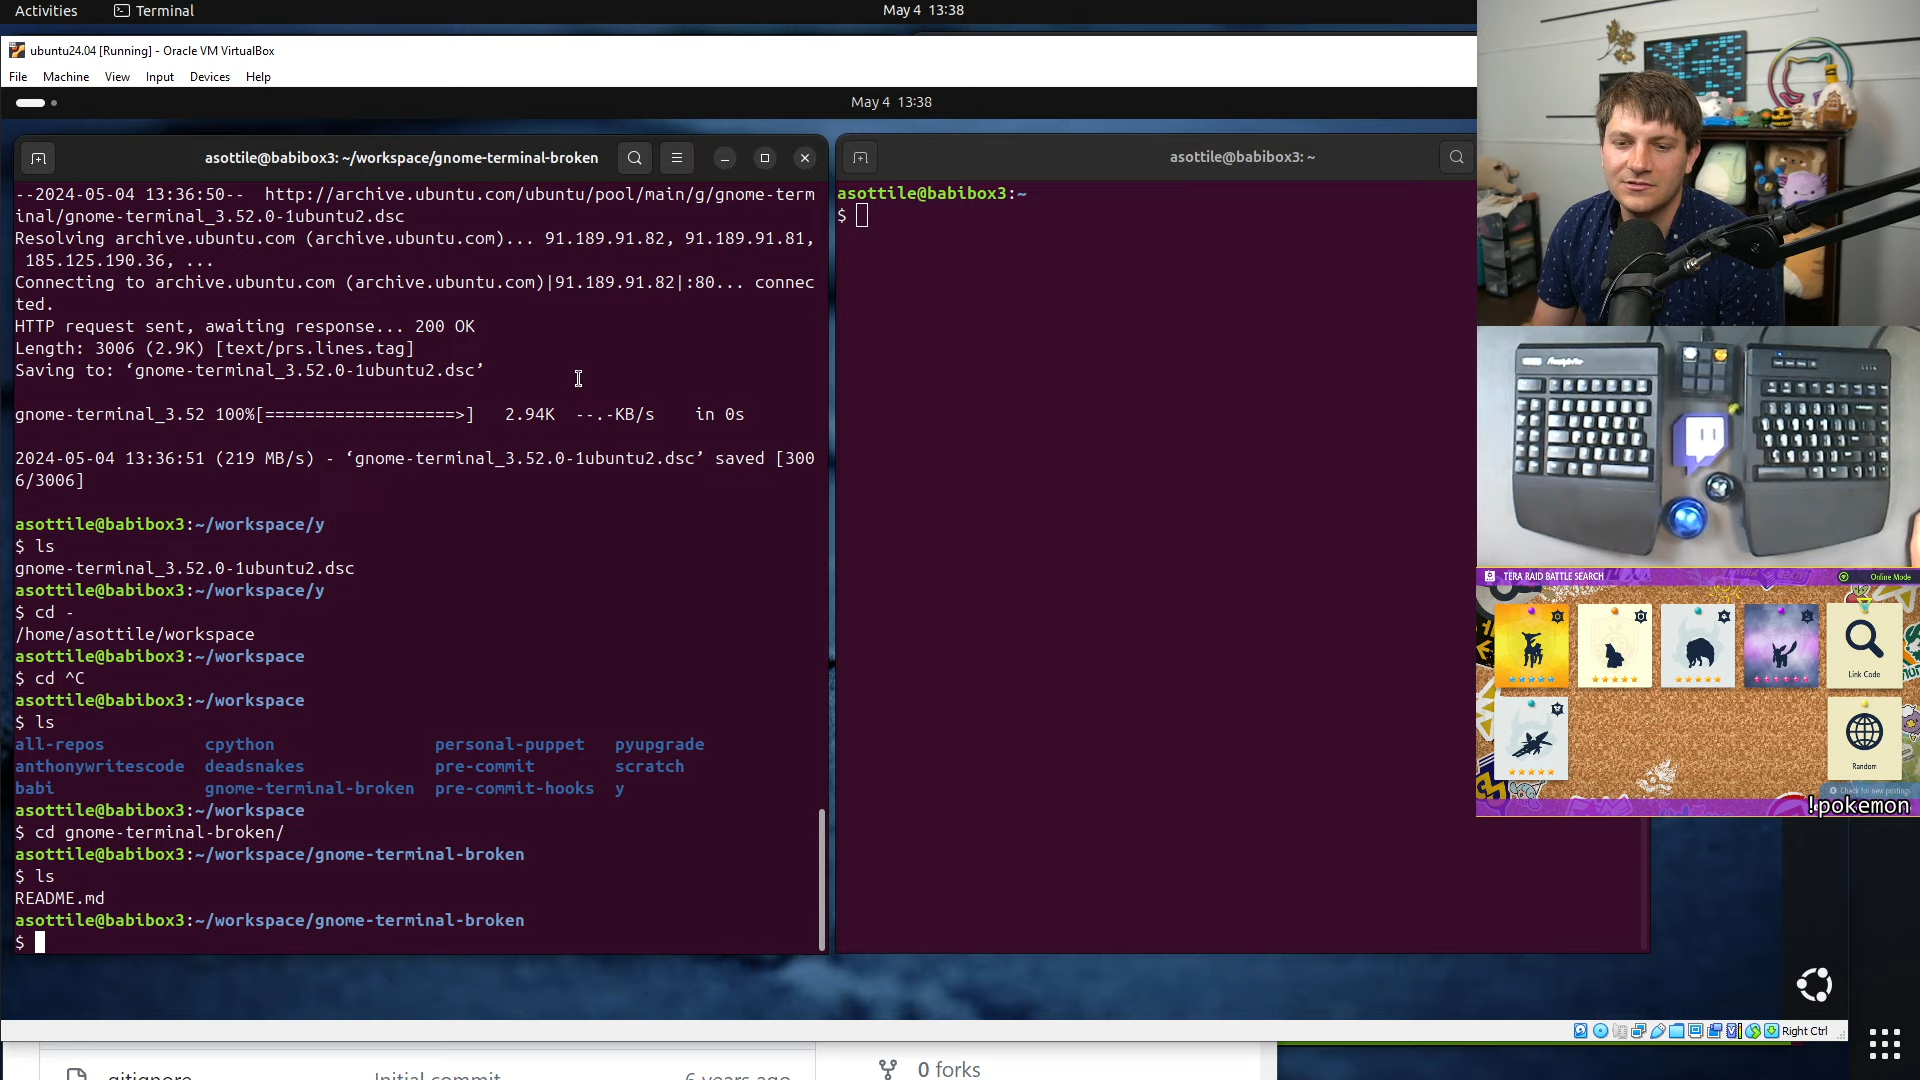 Activities
Terminal
May 4 13:38
ubuntu24.04 [Running] - Oracle VM VirtualBox
File Machine View Input Devices Help
May 4 13:38
asottile@babibox3: ~/workspace/gnome-terminal-broken
--2024-05-04 13:36:50-- http://archive.ubuntu.com/ubuntu/pool/main/g/gnome-term
inal/gnome-terminal_3.52.0-1ubuntu2.dsc
Resolving archive.ubuntu.com (archive.ubuntu.com)... 91.189.91.82, 91.189.91.81,
185.125.190.36, ...
Connecting to archive.ubuntu.com (archive.ubuntu.com)|91.189.91.82|:80... connec
ted.
HTTP request sent, awaiting response... 200 OK
Length: 3006 (2.9K) [text/prs.lines.tag]
Saving to: ‘gnome-terminal_3.52.0-1ubuntu2.dsc’
gnome-terminal_3.52 100%[===================>] 2.94K --.-KB/s in 0s
2024-05-04 13:36:51 (219 MB/s) - ‘gnome-terminal_3.52.0-1ubuntu2.dsc’ saved [300
6/3006]
asottile@babibox3:~/workspace/y
$ ls
gnome-terminal_3.52.0-1ubuntu2.dsc
asottile@babibox3:~/workspace/y
$ cd -
/home/asottile/workspace
asottile@babibox3:~/workspace
$ cd ^C
asottile@babibox3:~/workspace
$ ls
all-repos cpython personal-puppet pyupgrade
anthonywritescode deadsnakes pre-commit scratch
babi gnome-terminal-broken pre-commit-hooks y
asottile@babibox3:~/workspace
$ cd gnome-terminal-broken/
asottile@babibox3:~/workspace/gnome-terminal-broken
$ ls
README.md
asottile@babibox3:~/workspace/gnome-terminal-broken
$
asottile@babibox3: ~
asottile@babibox3:~
$
TERA RAID BATTLE SEARCH
Online Mode
Link Code
Random
Check for new postings
!pokemon
Right Ctrl
gitignore
Initial commit
6 years ago
0 forks